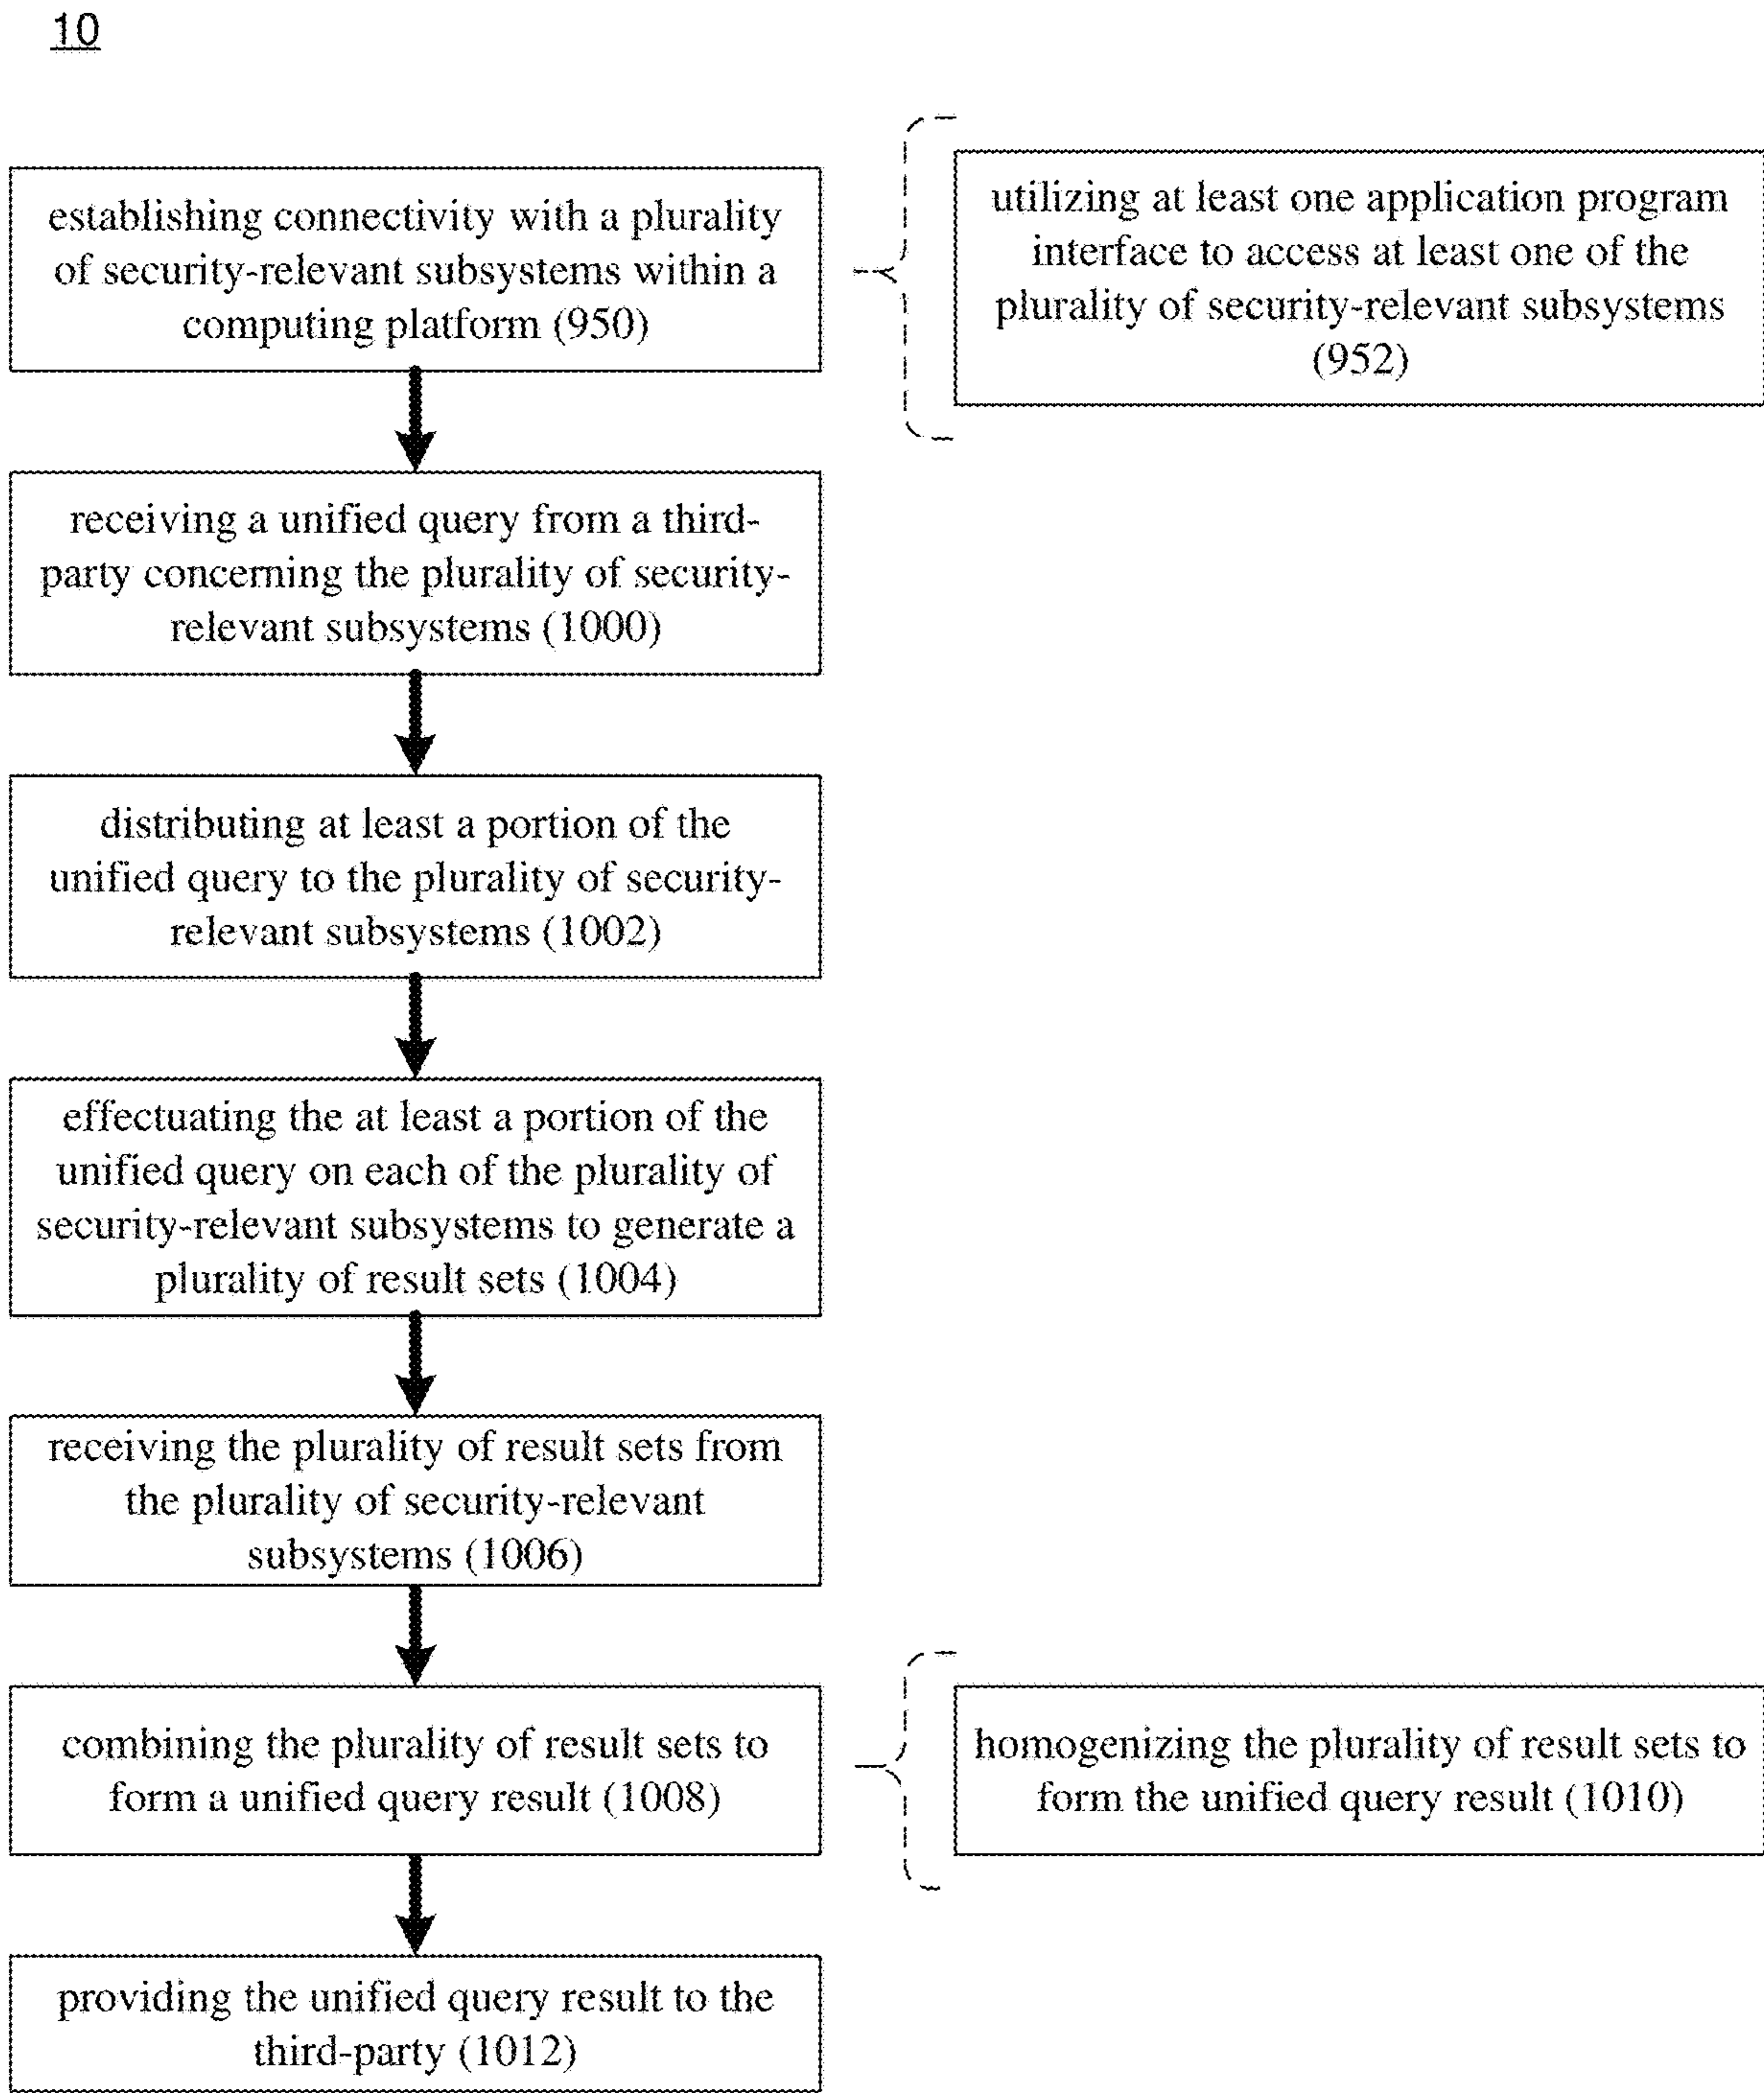 10
establishing connectivity with a plurality
of security-relevant subsystems within a
computing platform (950)
utilizing at least one application program
interface to access at least one of the
plurality of security-relevant subsystems
(952)
receiving a unified query from a third-
party concerning the plurality of security-
relevant subsystems (1000)
distributing at least a portion of the
unified query to the plurality of security-
relevant subsystems (1002)
effectuating the at least a portion of the
unified query on each of the plurality of
security-relevant subsystems to generate a
plurality of result sets (1004)
receiving the plurality of result sets from
the plurality of security-relevant
subsystems (1006)
combining the plurality of result sets to
form a unified query result (1008)
homogenizing the plurality of result sets to
form the unified query result (1010)
providing the unified query result to the
third-party (1012)